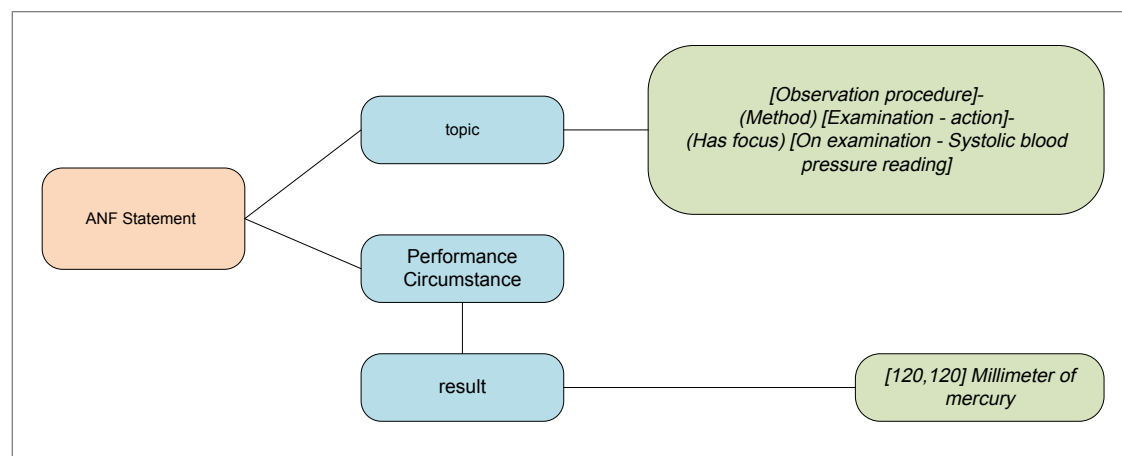 ANF Statement
topic
[Observation procedure]-
(Method) [Examination - action]-
(Has focus) [On examination - Systolic blood
pressure reading]
Performance
Circumstance
result
[120,120] Millimeter of
mercury